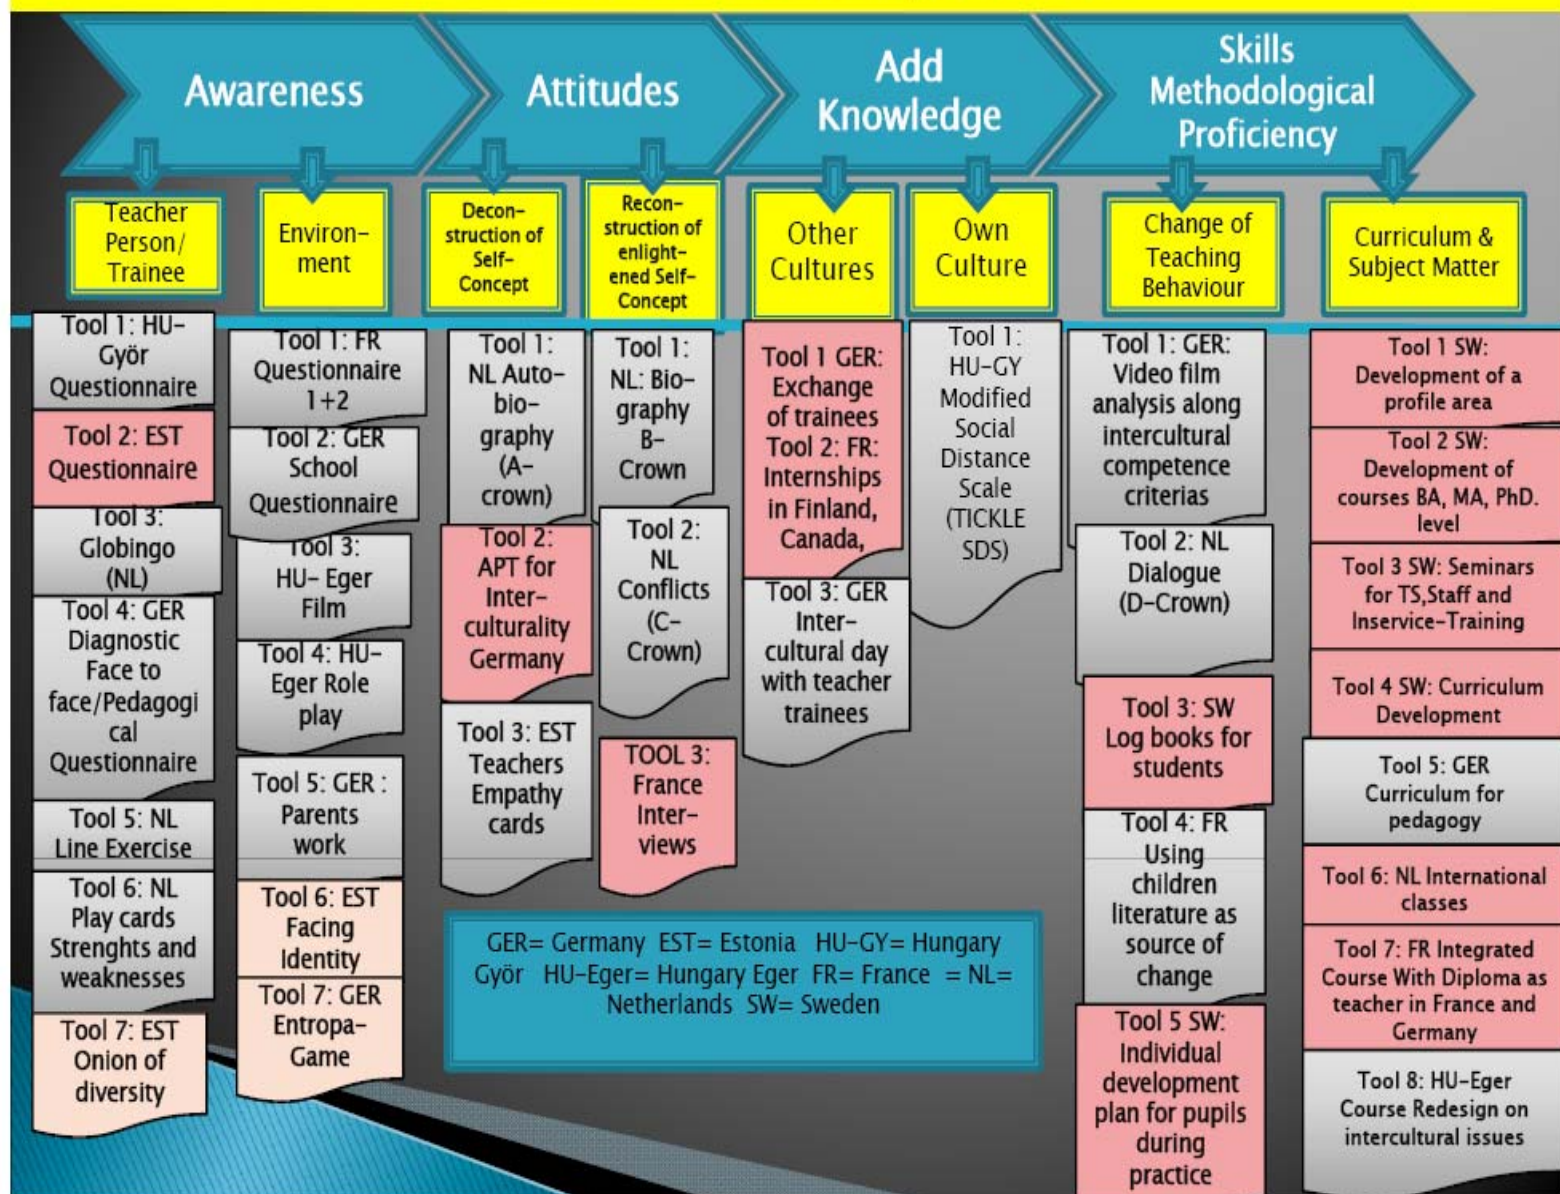 Awareness
Attitudes
Add
Knowledge
Skills
Methodological
Proficiency
Teacher
Person/
Trainee
Environ-
ment
Decon-
struction of
Self-
Concept
Recon-
struction of
enlight-
ened Self-
Concept
Other
Cultures
Own
Culture
Change of
Teaching
Behaviour
Curriculum &
Subject Matter
Tool 1: HU-
Györ
Questionnaire
Tool 2: EST
Questionnaire
Tool 3:
Globingo
(NL)
Tool 4: GER
Diagnostic
Face to
face/Pedagogi
cal
Questionnaire
Tool 5: NL
Line Exercise
Tool 6: NL
Play cards
Strenghts and
weaknesses
Tool 7: EST
Onion of
diversity
Tool 1: FR
Questionnaire
1+2
Tool 2: GER
School
Questionnaire
Tool 3:
HU- Eger
Film
Tool 4: HU-
Eger Role
play
Tool 5: GER :
Parents
work
Tool 6: EST
Facing
Identity
Tool 7: GER
Entropa-
Game
Tool 1:
NL Auto-
bio-
graphy
(A-
crown)
Tool 2:
APT for
Inter-
culturality
Germany
Tool 3: EST
Teachers
Empathy
cards
Tool 1:
NL: Bio-
graphy
B-
Crown
Tool 2:
NL
Conflicts
(C-
Crown)
TOOL 3:
France
Inter-
views
Tool 1 GER:
Exchange
of trainees
Tool 2: FR:
Internships
in Finland,
Canada,
Tool 3: GER
Inter-
cultural day
with teacher
trainees
Tool 1:
HU-GY
Modified
Social
Distance
Scale
(TICKLE
SDS)
Tool 1: GER:
Video film
analysis along
intercultural
competence
criterias
Tool 2: NL
Dialogue
(D-Crown)
Tool 3: SW
Log books for
students
Tool 4: FR
Using
children
literature as
source of
change
Tool 5 SW:
Individual
development
plan for pupils
during
practice
Tool 1 SW:
Development of a
profile area
Tool 2 SW:
Development of
courses BA, MA, PhD.
level
Tool 3 SW: Seminars
for TS,Staff and
Inservice-Training
Tool 4 SW: Curriculum
Development
Tool 5: GER
Curriculum for
pedagogy
Tool 6: NL International
classes
Tool 7: FR Integrated
Course With Diploma as
teacher in France and
Germany
Tool 8: HU-Eger
Course Redesign on
intercultural issues
GER= Germany EST= Estonia HU-GY= Hungary
Györ HU-Eger= Hungary Eger FR= France = NL=
Netherlands SW= Sweden